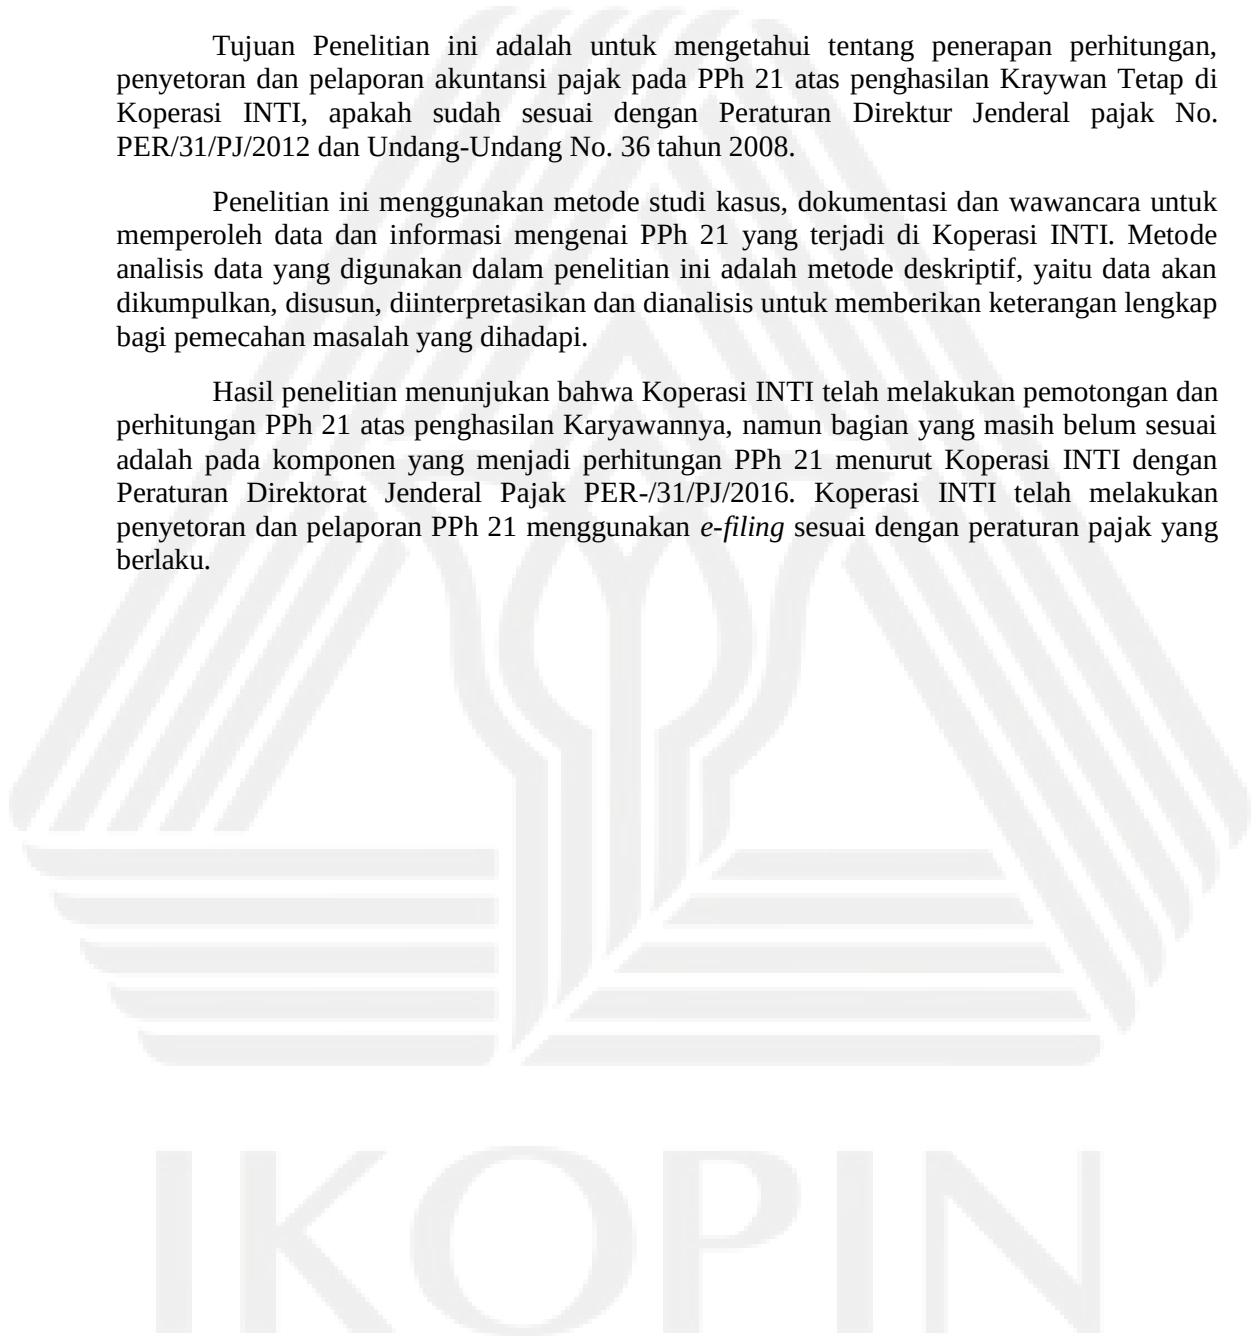 Tujuan Penelitian ini adalah untuk mengetahui tentang penerapan perhitungan,
penyetoran dan pelaporan akuntansi pajak pada PPh 21 atas penghasilan Kraywan Tetap di
Koperasi INTI, apakah sudah sesuai dengan Peraturan Direktur Jenderal pajak No.
PER/31/PJ/2012 dan Undang-Undang No. 36 tahun 2008.
Penelitian ini menggunakan metode studi kasus, dokumentasi dan wawancara untuk
memperoleh data dan informasi mengenai PPh 21 yang terjadi di Koperasi INTI. Metode
analisis data yang digunakan dalam penelitian ini adalah metode deskriptif, yaitu data akan
dikumpulkan, disusun, diinterpretasikan dan dianalisis untuk memberikan keterangan lengkap
bagi pemecahan masalah yang dihadapi.
Hasil penelitian menunjukan bahwa Koperasi INTI telah melakukan pemotongan dan
perhitungan PPh 21 atas penghasilan Karyawannya, namun bagian yang masih belum sesuai
adalah pada komponen yang menjadi perhitungan PPh 21 menurut Koperasi INTI dengan
Peraturan Direktorat Jenderal Pajak PER-/31/PJ/2016. Koperasi INTI telah melakukan
penyetoran dan pelaporan PPh 21 menggunakan e-filing sesuai dengan peraturan pajak yang
berlaku.
IKOPIN